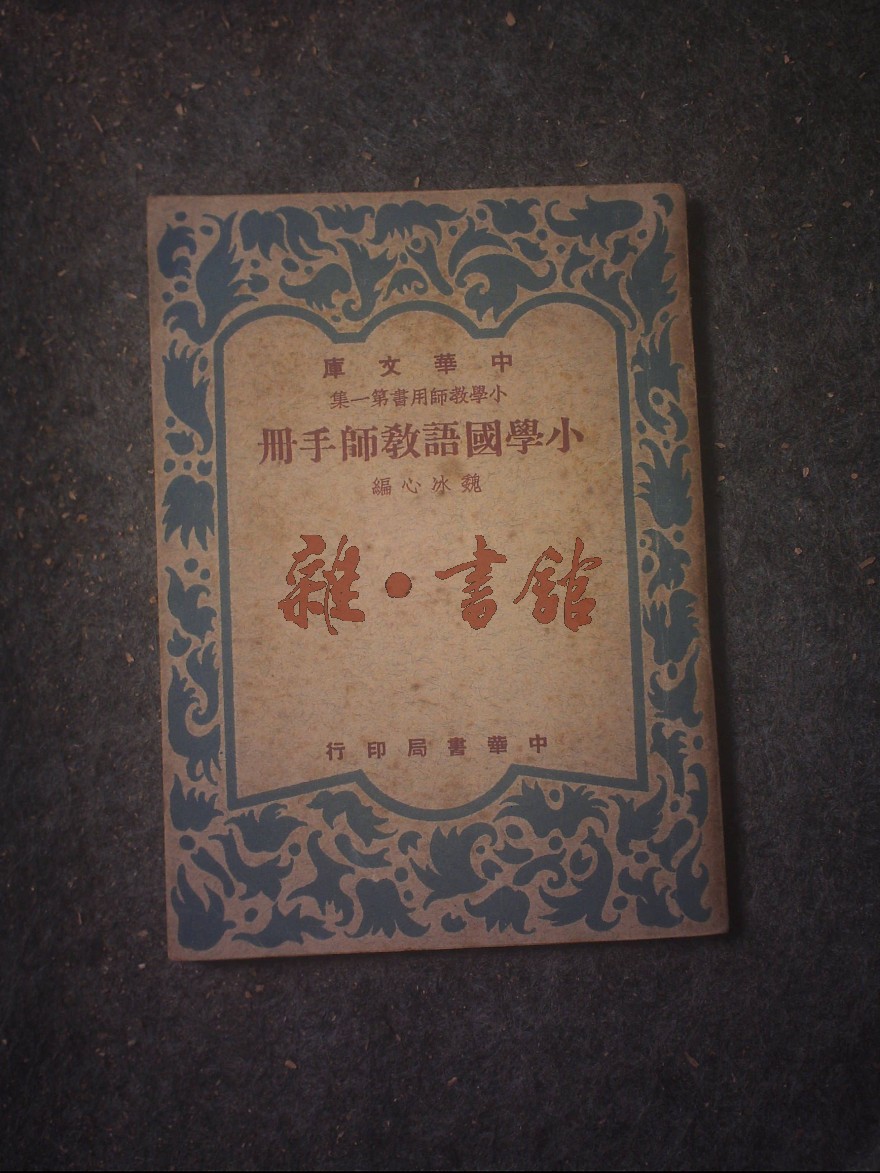 中華文庫
小學教師用書第一集
小學國語教師手冊
魏冰心編
雜·書館
中華書局印行